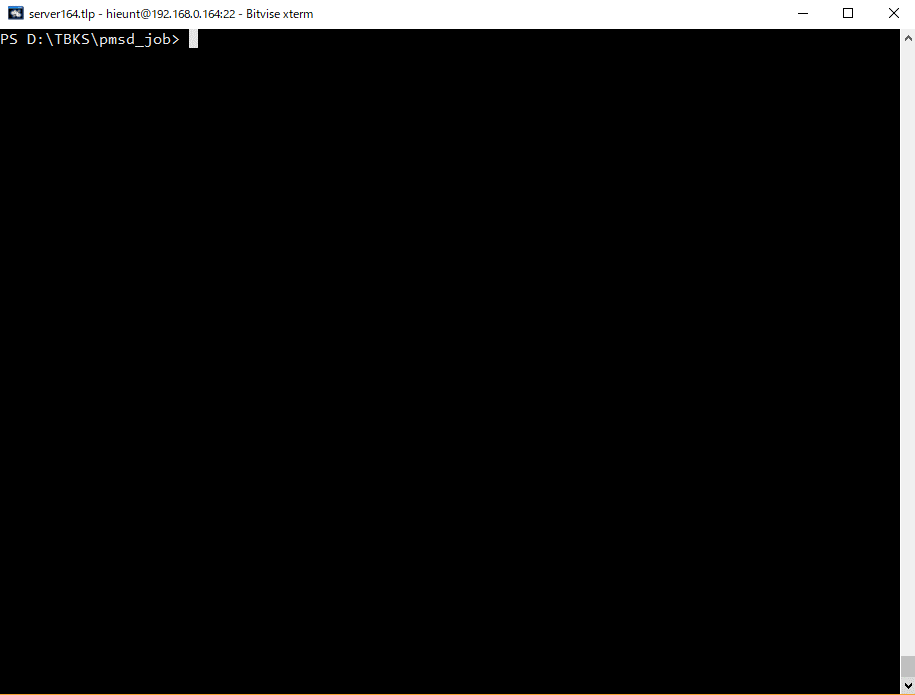 server164.tlp - hieunt@192.168.0.164:22 - Bitvise xterm
PS D:\TBKS\pmsd_job>